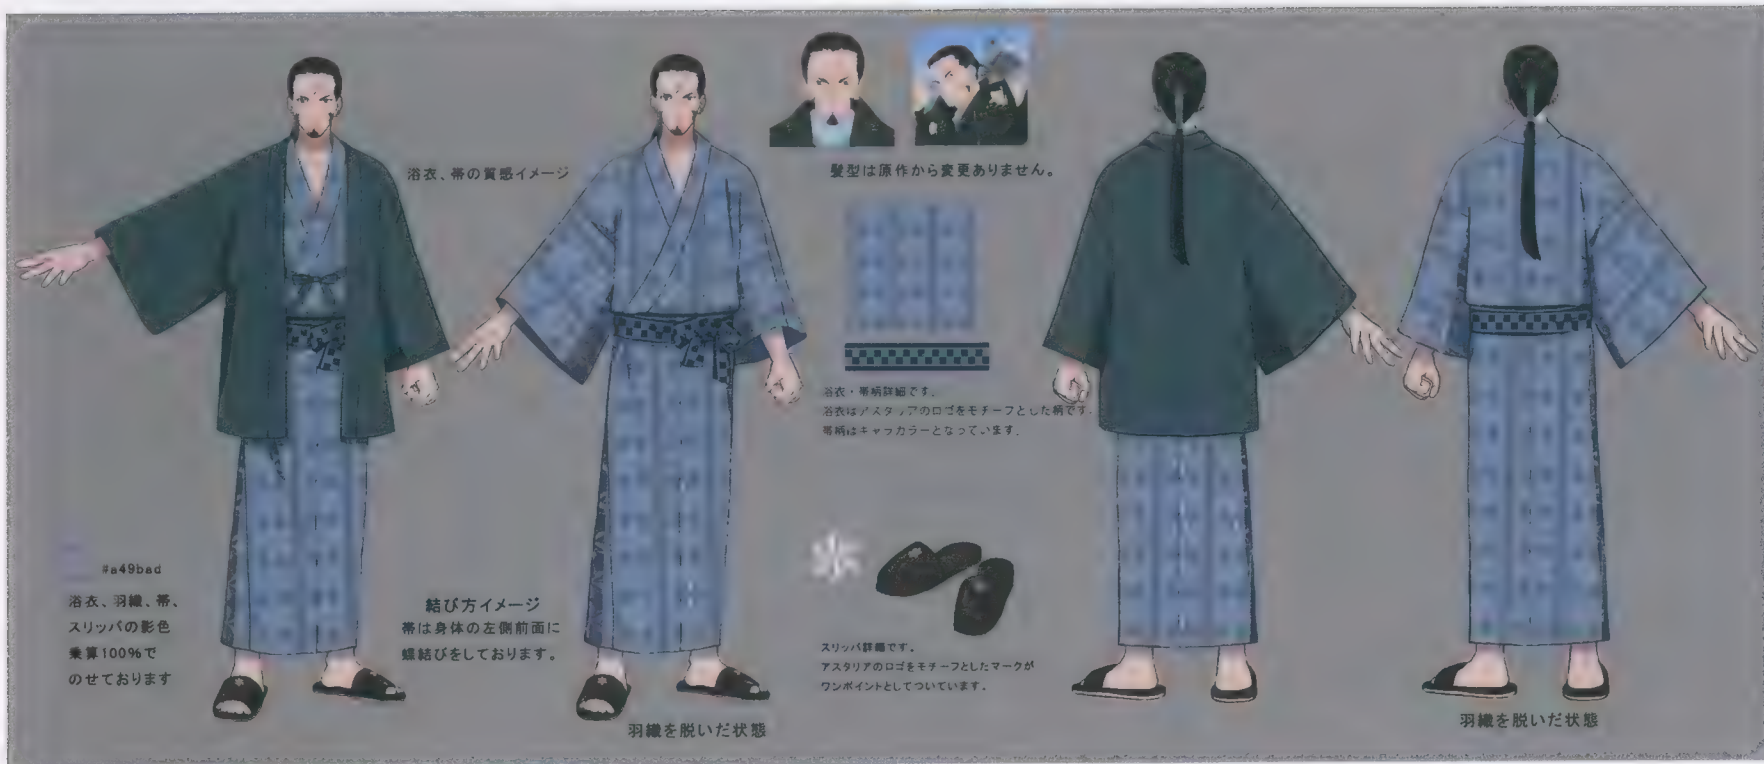 浴衣、帯の質感イメージ
髪型は原作から変更ありません。
浴衣・帯柄詳細です。
浴衣はアスタリアのロゴをモチーフとした柄です。
帯柄はキャラカラーとなっています。
#a49bad
浴衣、羽織、帯、
スリッパの影色
乗算100%で
のせております
結び方イメージ
帯は身体の左側前面に
蝶結びをしております。
スリッパ詳細です。
アスタリアのロゴをモチーフとしたマークが
ワンポイントとしてついています。
羽織を脱いだ状態
羽織を脱いだ状態